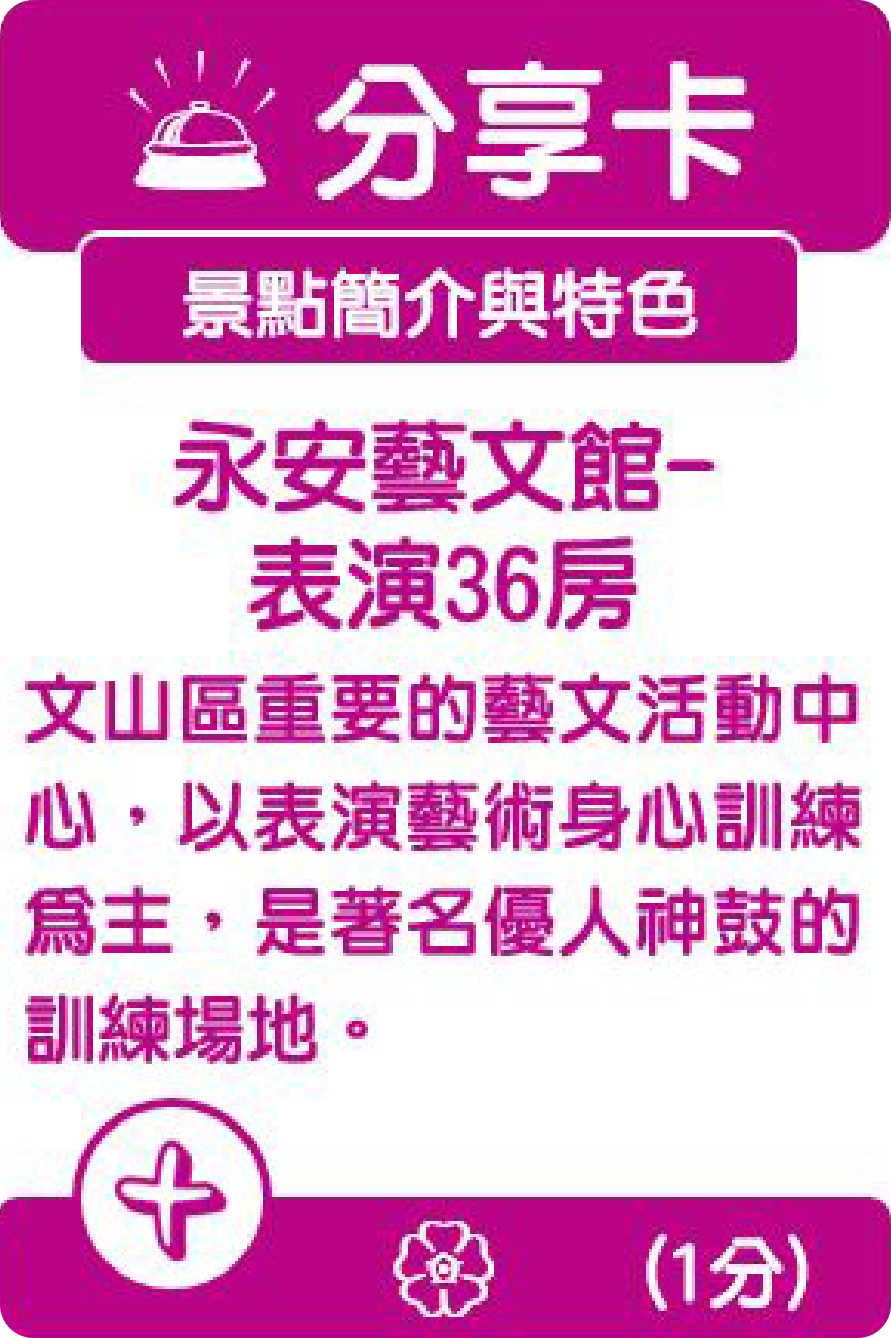 分享卡
景點簡介與特色
永安藝文館-
表演36房
文山區重要的藝文活動中
心，以表演藝術身心訓練
為主，是著名優人神鼓的
訓練場地。
(1分)